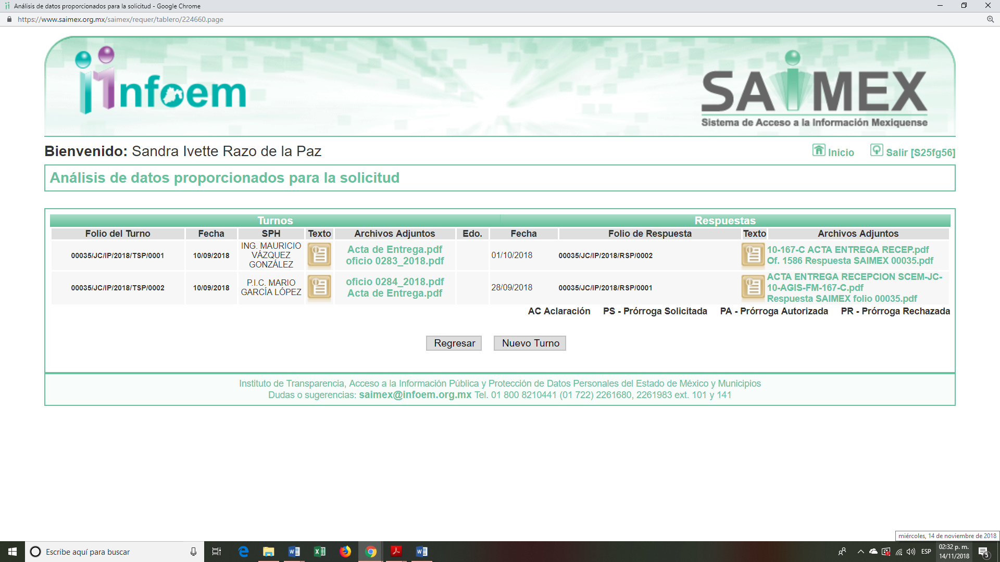 Análisis de datos proporcionados para la solicitud - Google Chrome
https://www.saimex.org.mx/saimex/requer/tablero/224660.page
infoem
SAIMEX
Sistema de Acceso a la Información Mexiquense
Bienvenido: Sandra Ivette Razo de la Paz
Inicio Salir [S25fg56]
Análisis de datos proporcionados para la solicitud
Turnos Respuestas
Folio del Turno Fecha SPH Texto Archivos Adjuntos Edo. Fecha Folio de Respuesta Texto Archivos Adjuntos
00035/JC/IP/2018/TSP/0001 10/09/2018 ING. MAURICIO VÁZQUEZ GONZÁLEZ Acta de Entrega.pdf oficio 0283_2018.pdf 01/10/2018 00035/JC/IP/2018/RSP/0002 10-167-C ACTA ENTREGA RECEP.pdf Of. 1586 Respuesta SAIMEX 00035.pdf
00035/JC/IP/2018/TSP/0002 10/09/2018 P.I.C. MARIO GARCÍA LÓPEZ oficio 0284_2018.pdf Acta de Entrega.pdf 28/09/2018 00035/JC/IP/2018/RSP/0001 ACTA ENTREGA RECEPCION SCEM-JC-10-AGIS-FM-167-C.pdf Respuesta SAIMEX folio 00035.pdf
AC Aclaración PS - Prórroga Solicitada PA - Prórroga Autorizada PR - Prórroga Rechazada
Regresar Nuevo Turno
Instituto de Transparencia, Acceso a la Información Pública y Protección de Datos Personales del Estado de México y Municipios
Dudas o sugerencias: saimex@infoem.org.mx Tel. 01 800 8210441 (01 722) 2261680, 2261983 ext. 101 y 141
miércoles, 14 de noviembre de 2018
Escribe aquí para buscar
ESP
02:32 p. m.
14/11/2018
5